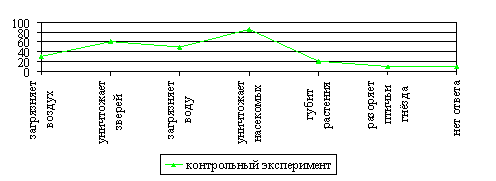 100
80
60
40
20
0
загрязняет
воздух
уничтожает
зверей
загрязняет
воду
уничтожает
насекомых
губит
растения
разоряет
птичьи
гнёзда
нет ответа
контрольный эксперимент